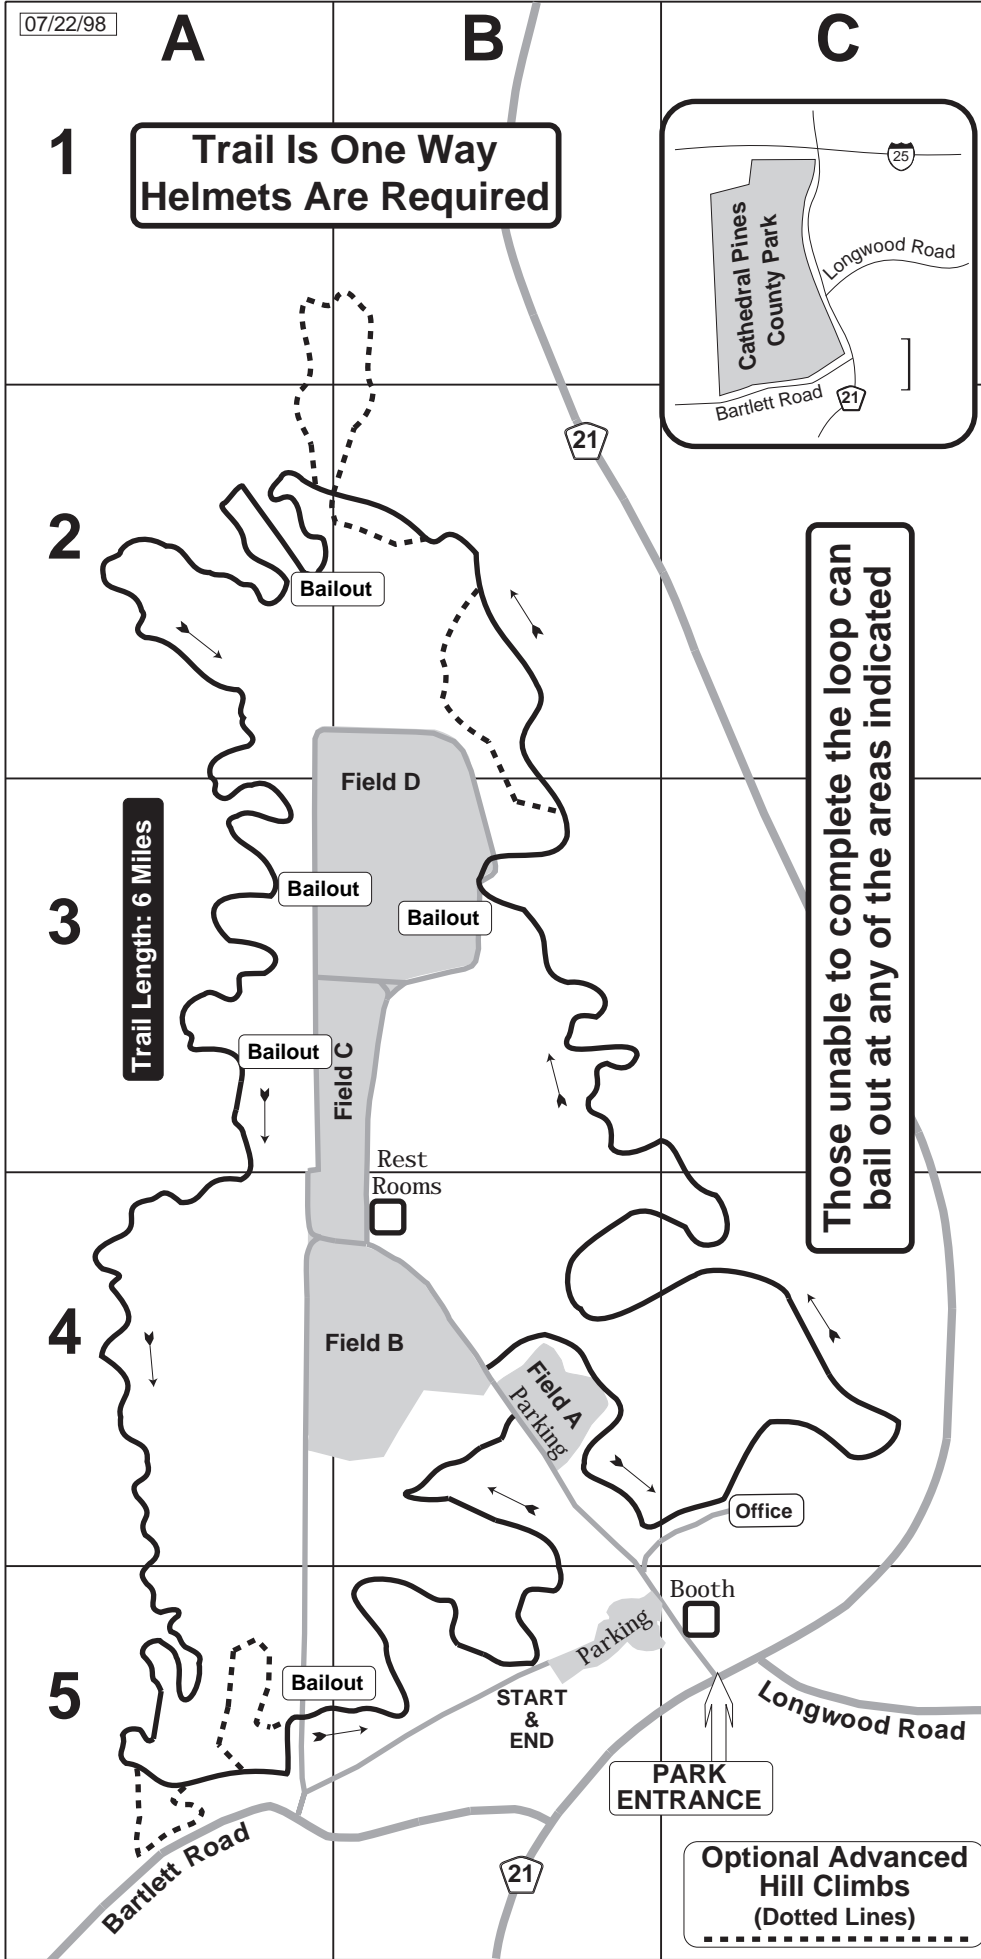 07/22/98
A
B
C
1
Trail Is One Way
Helmets Are Required
25
Cathedral Pines
County Park
Longwood Road
Bartlett Road
21
21
2
Bailout
Those unable to complete the loop can
bail out at any of the areas indicated
Field D
Trail Length: 6 Miles
3
Bailout
Bailout
Bailout
Field C
Rest
Rooms
4
Field B
Field A
Parking
Office
Booth
Parking
5
Bailout
START
&
END
Longwood Road
PARK
ENTRANCE
Bartlett Road
21
Optional Advanced
Hill Climbs
(Dotted Lines)